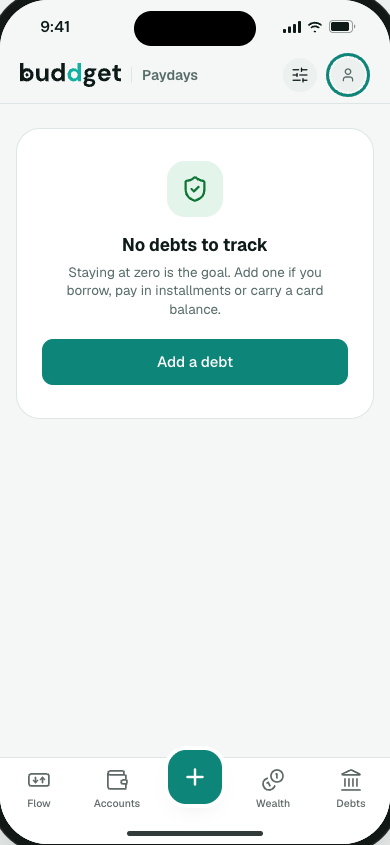 9:41
buddget
Paydays
No debts to track
Staying at zero is the goal. Add one if you
borrow, pay in installments or carry a card
balance.
Add a debt
Flow
Accounts
Wealth
Debts